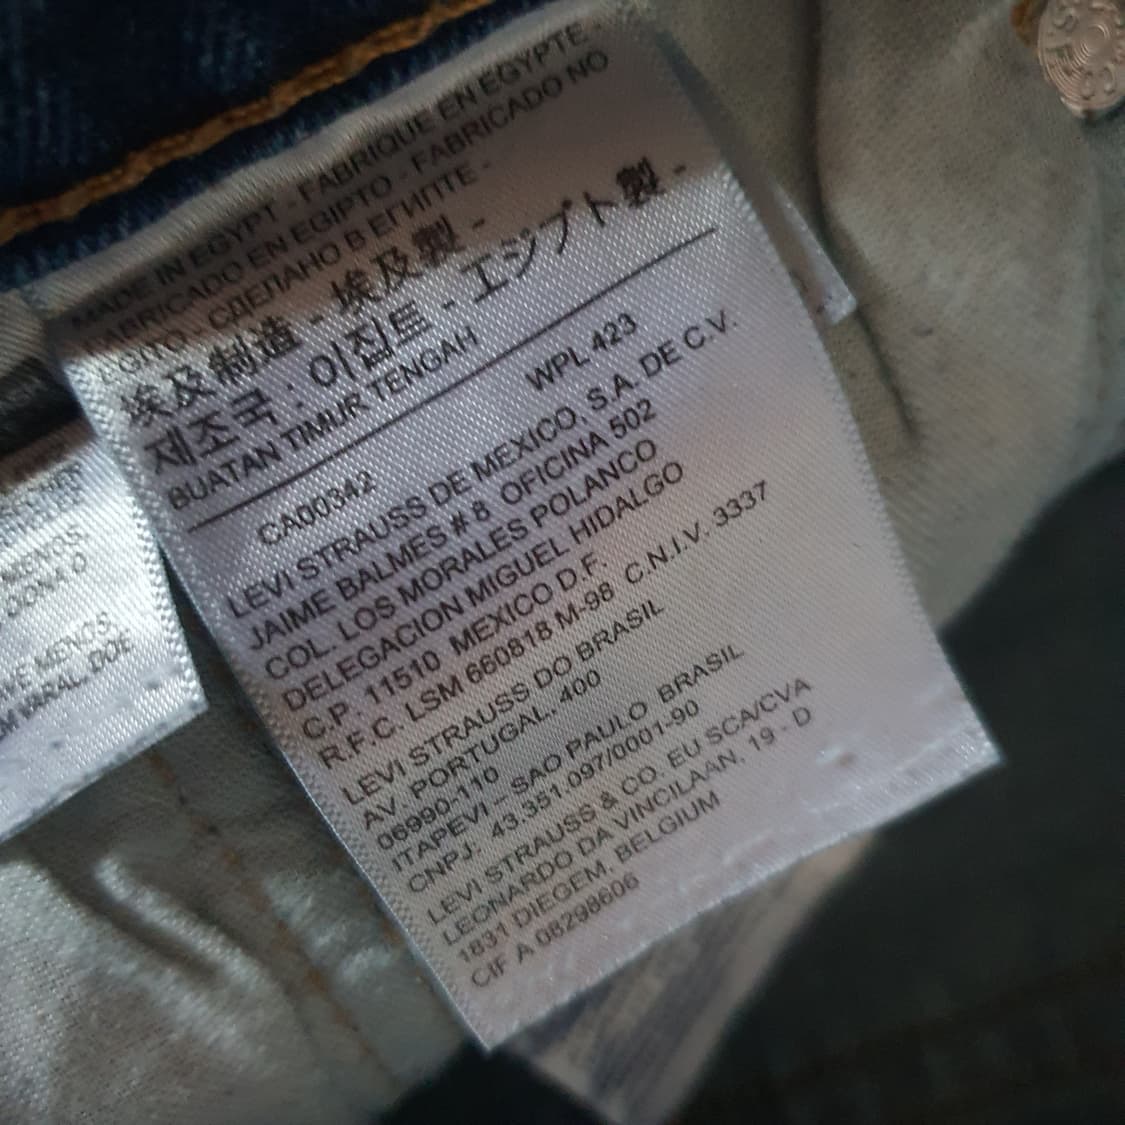 MADE IN EGYPT - FABRIQUE EN EGYPTE -
FABRICADO EN EGIPTO - FABRICADO NO
EGITO - СДЕЛАНО В ЕГИПТЕ -
埃及制造 - 埃及製 -
제조국 : 이집트 - エジプト製 -
BUATAN TIMUR TENGAH
CA00342 WPL 423
LEVI STRAUSS DE MEXICO, S.A. DE C.V.
JAIME BALMES # 8 OFICINA 502
COL. LOS MORALES POLANCO
DELEGACION MIGUEL HIDALGO
C.P. 11510 MEXICO D.F.
R.F.C. LSM 660818 M-98 C.N.I.V. 3337
LEVI STRAUSS DO BRASIL
AV. PORTUGAL. 400
06990-110
ITAPEVI – SAO PAULO BRASIL
CNPJ. 43.351.097/0001-90
LEVI STRAUSS & CO. EU SCA/CVA
LEONARDO DA VINCILAAN, 19 - D
1831 DIEGEM, BELGIUM
CIF A 08298606
MENOS,
MENOS,